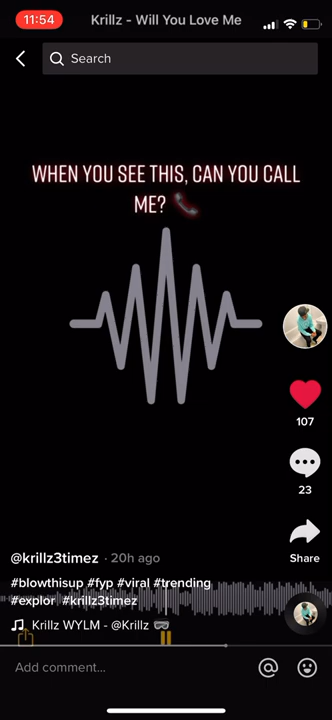 11:54
Krillz - Will You Love Me
Search
WHEN YOU SEE THIS, CAN YOU CALL
ME? 📞
107
23
Share
@krillz3timez · 20h ago
#blowthisup #fyp #viral #trending
#explor #krillz3timez
Krillz WYLM - @Krillz
Add comment...